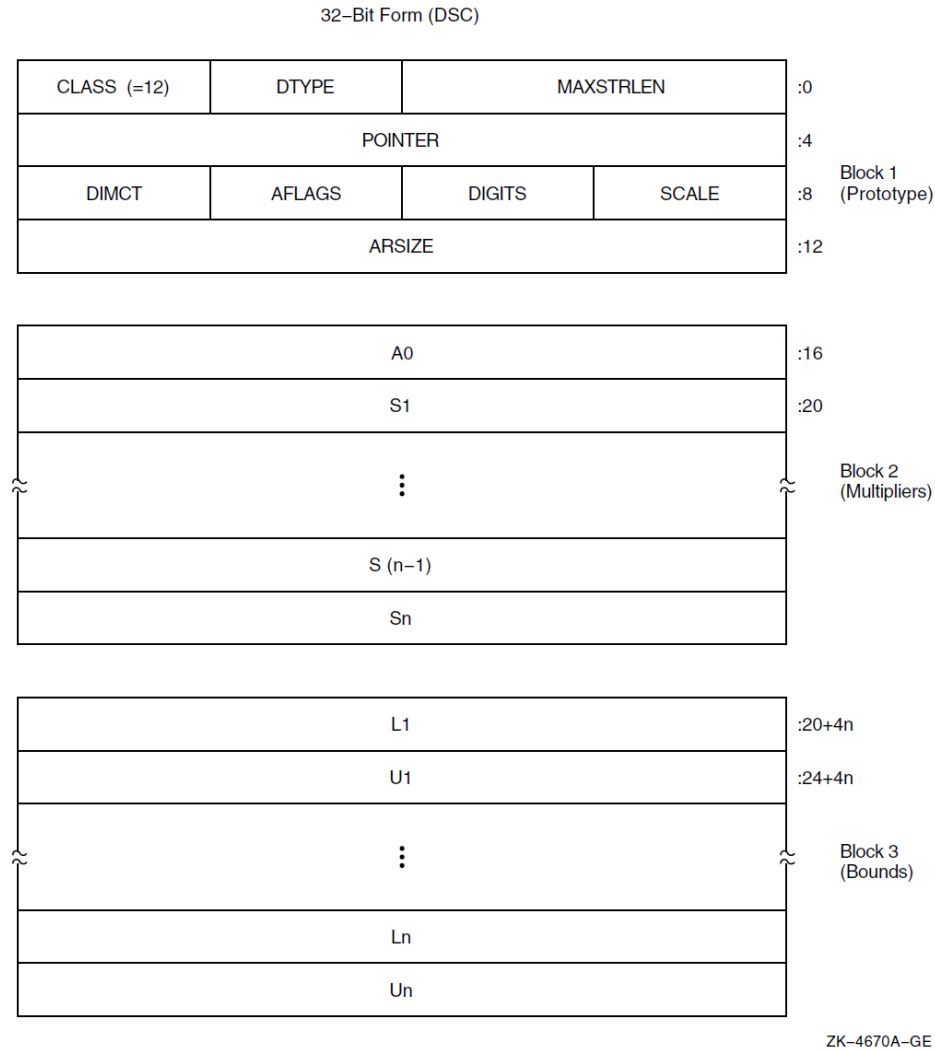 32−Bit Form (DSC)
CLASS (=12) DTYPE MAXSTRLEN :0
POINTER :4
Block 1
DIMCT AFLAGS DIGITS SCALE :8 (Prototype)
ARSIZE :12
A0 :16
S1 :20
Block 2
(Multipliers)
S (n−1)
Sn
L1 :20+4n
U1 :24+4n
Block 3
(Bounds)
Ln
Un
ZK−4670A−GE